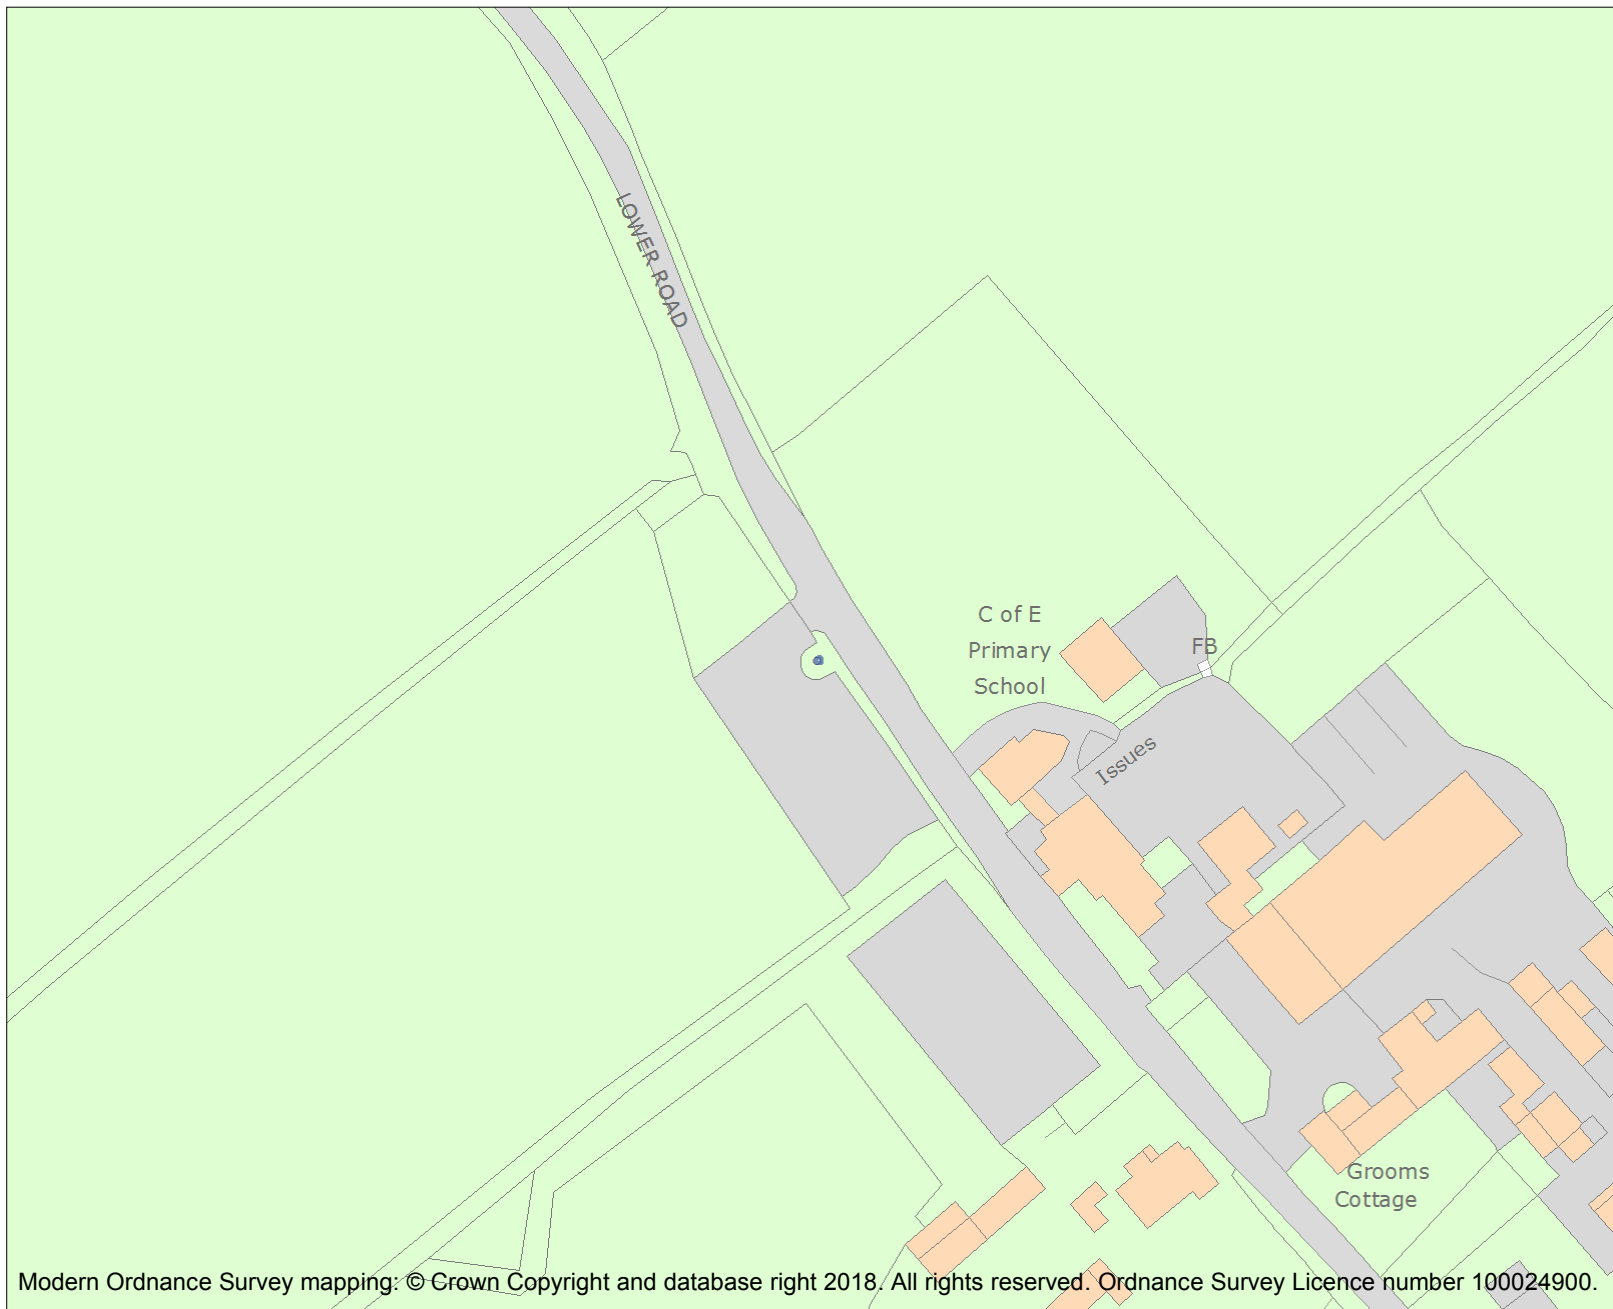 LOWER ROAD
C of E
Primary
School
FB
Issues
Grooms
Cottage
Modern Ordnance Survey mapping: © Crown Copyright and database right 2018. All rights reserved. Ordnance Survey Licence number 100024900.